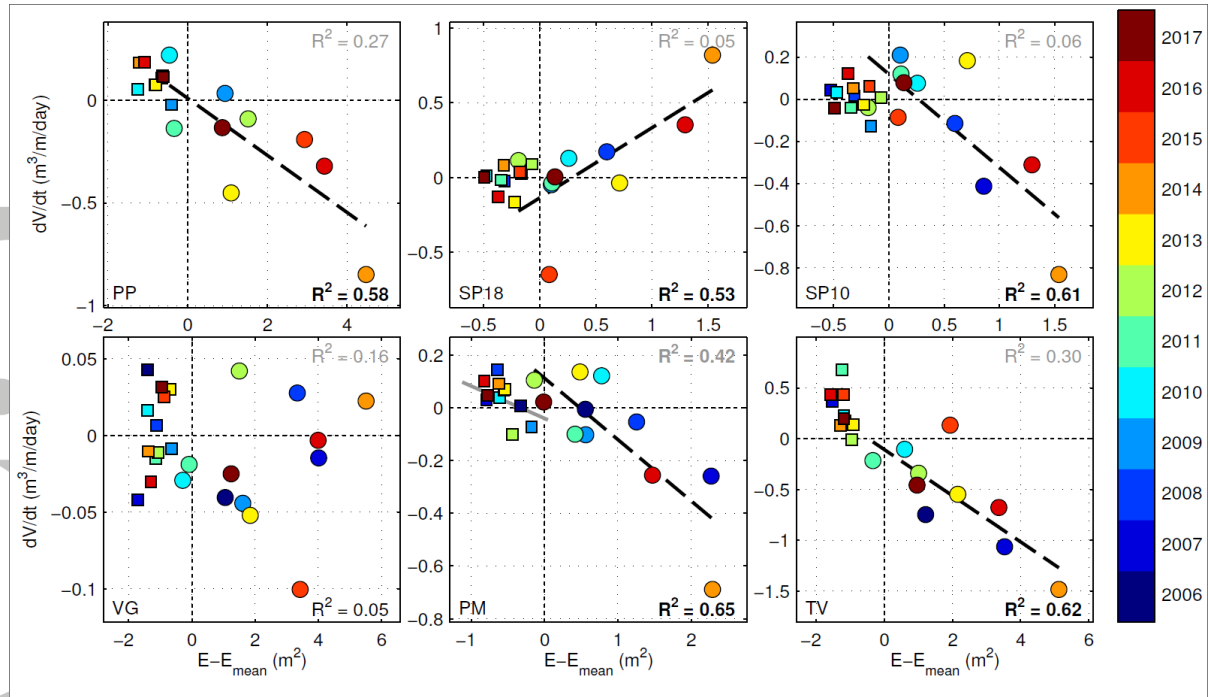 R² = 0.27
dV/dt (m³/m/day)
0
−0.5
−1
PP
R² = 0.58
−2 0 2 4
R² = 0.05
1
0.5
0
−0.5
SP18
R² = 0.53
−0.5 0 0.5 1 1.5
R² = 0.06
0.2
0
−0.2
−0.4
−0.6
−0.8
SP10
R² = 0.61
−0.5 0 0.5 1 1.5
R² = 0.16
dV/dt (m³/m/day)
0.05
0
−0.05
−0.1
VG
R² = 0.05
−2 0 2 4 6
E−E_mean (m²)
R² = 0.42
0.2
0
−0.2
−0.4
−0.6
−0.8
PM
R² = 0.65
−1 0 1 2
E−E_mean (m²)
R² = 0.30
1
0.5
0
−0.5
−1
−1.5
TV
R² = 0.62
−2 0 2 4
E−E_mean (m²)
2017
2016
2015
2014
2013
2012
2011
2010
2009
2008
2007
2006